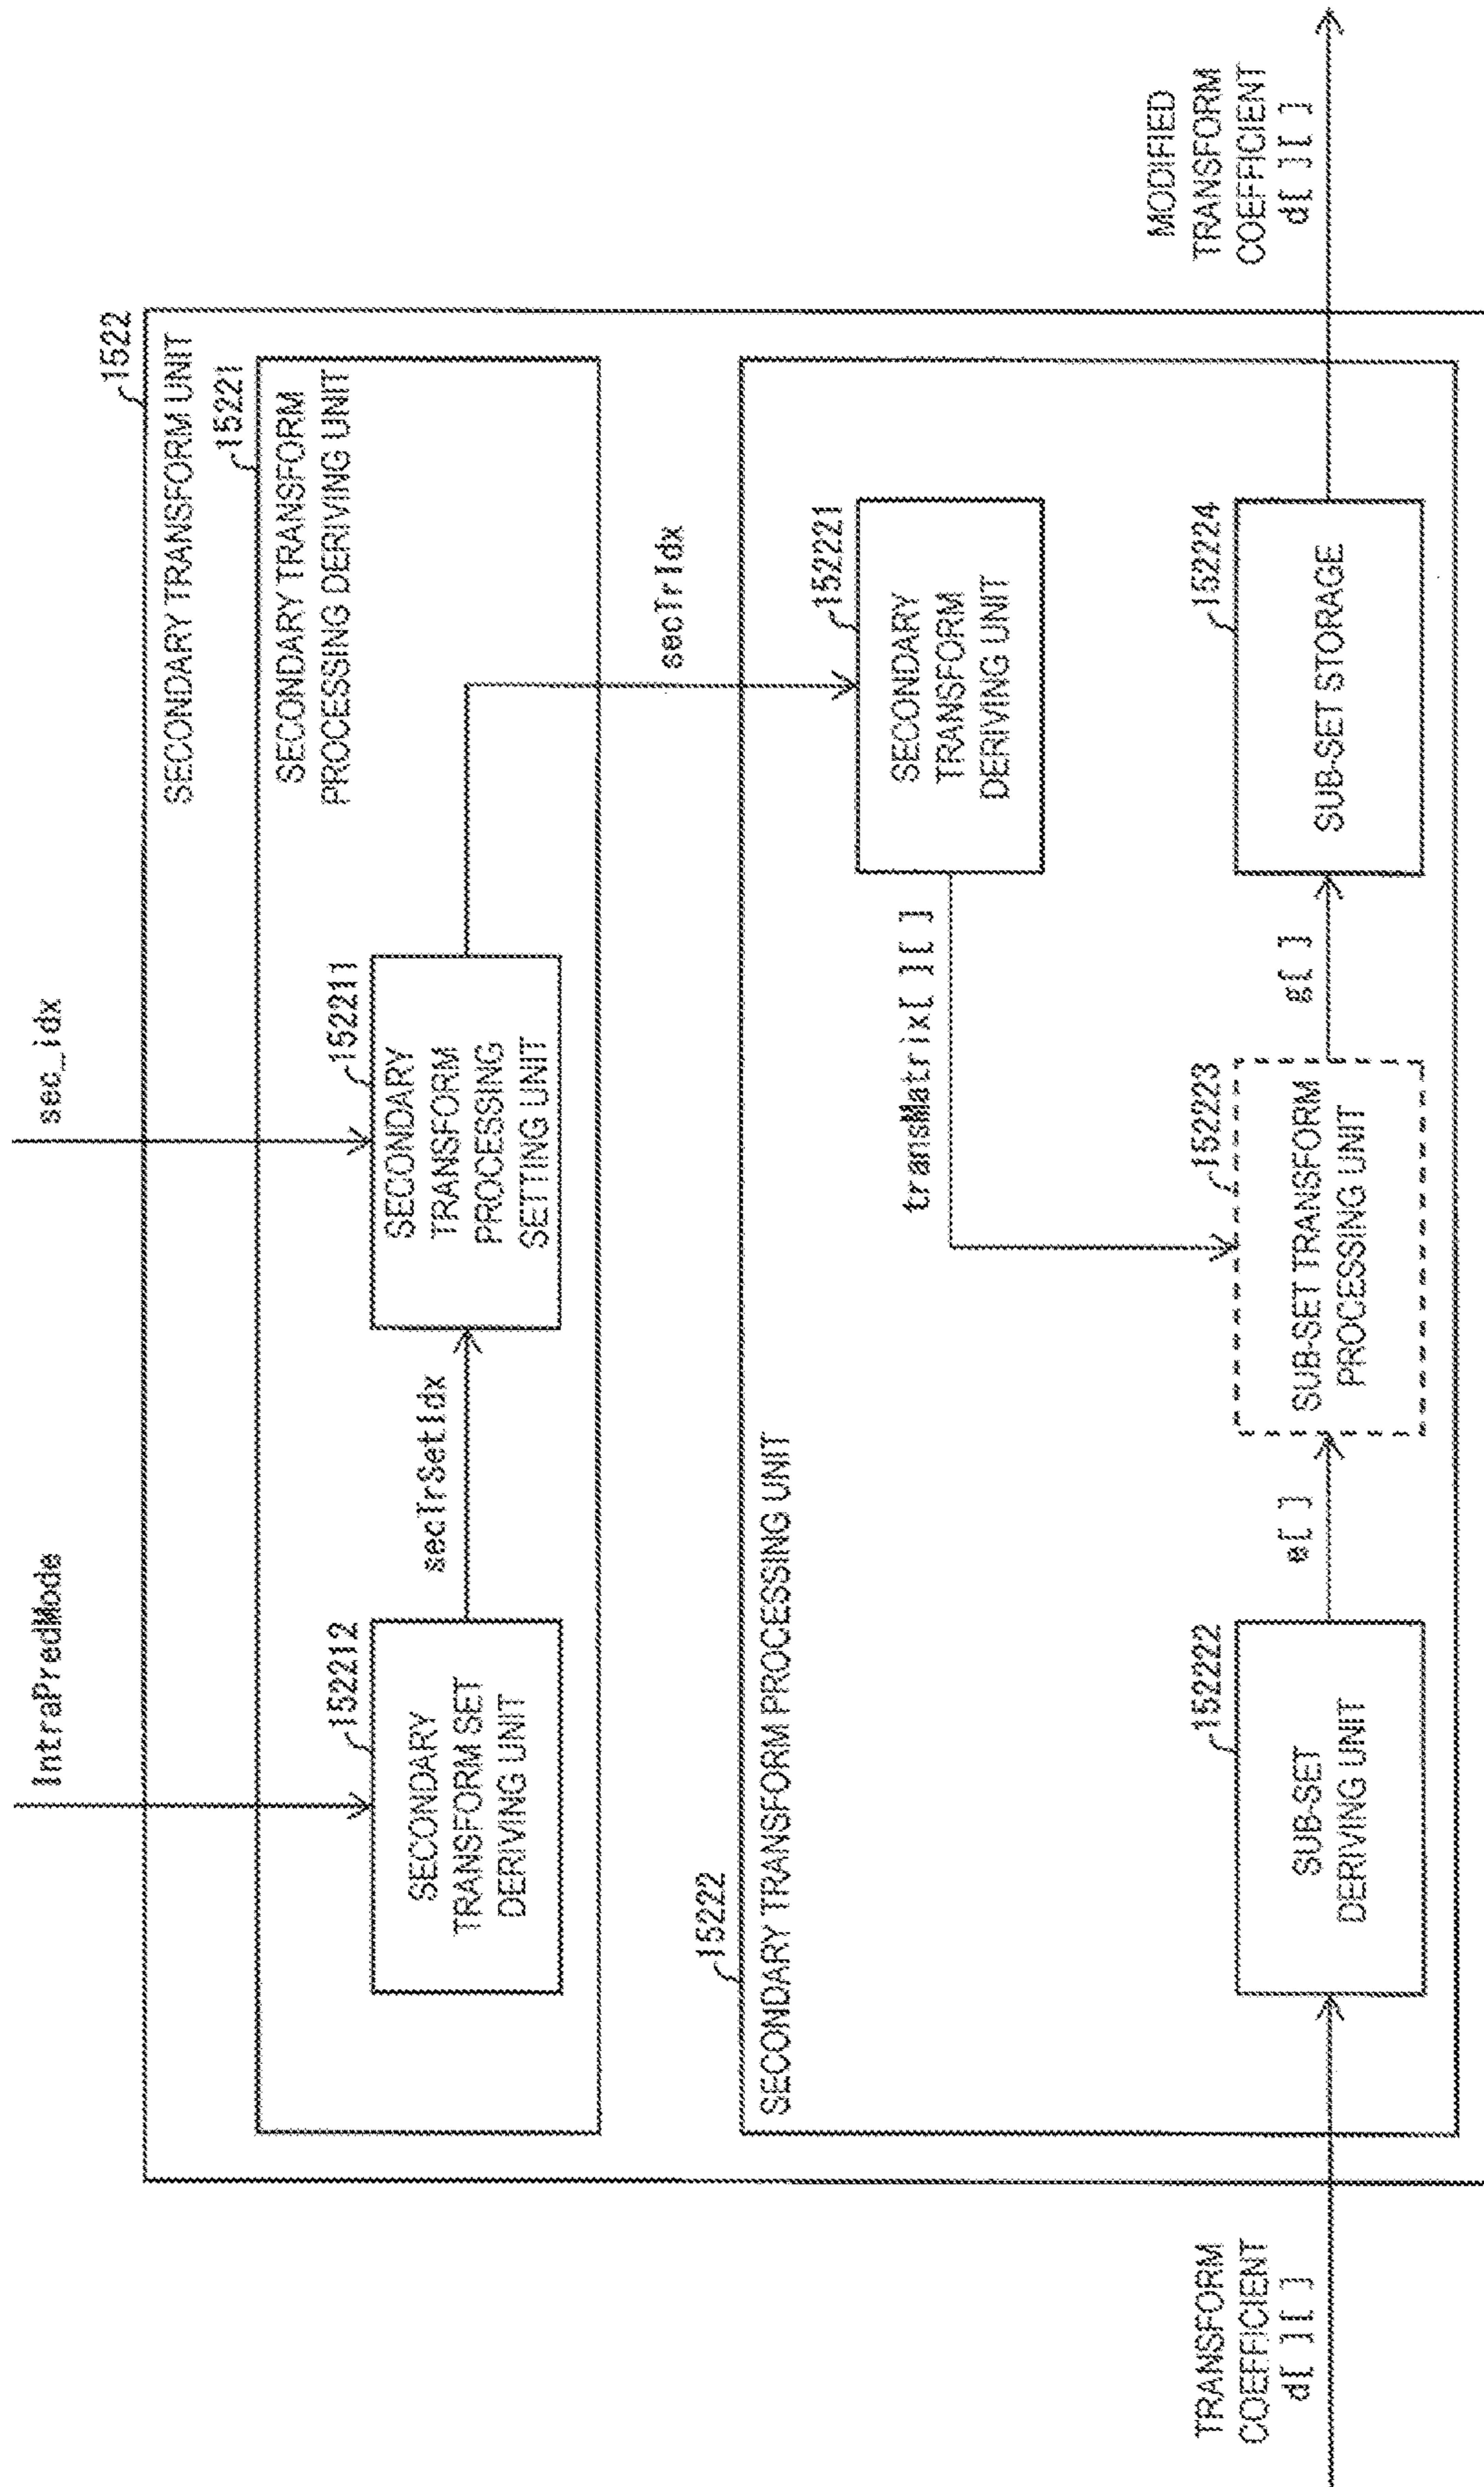 IntraPredMode
sec_idx
1522
SECONDARY TRANSFORM UNIT
15221
SECONDARY TRANSFORM
PROCESSING DERIVING UNIT
152212
SECONDARY
TRANSFORM SET
DERIVING UNIT
secTrSetIdx
152211
SECONDARY
TRANSFORM
PROCESSING
SETTING UNIT
secTrIdx
15222
SECONDARY TRANSFORM PROCESSING UNIT
152221
SECONDARY
TRANSFORM
DERIVING UNIT
transMatrix[ ][ ]
TRANSFORM
COEFFICIENT
d[ ][ ]
152222
SUB-SET
DERIVING UNIT
e[ ]
152223
SUB-SET TRANSFORM
PROCESSING UNIT
g[ ]
152224
SUB-SET STORAGE
MODIFIED
TRANSFORM
COEFFICIENT
d[ ][ ]